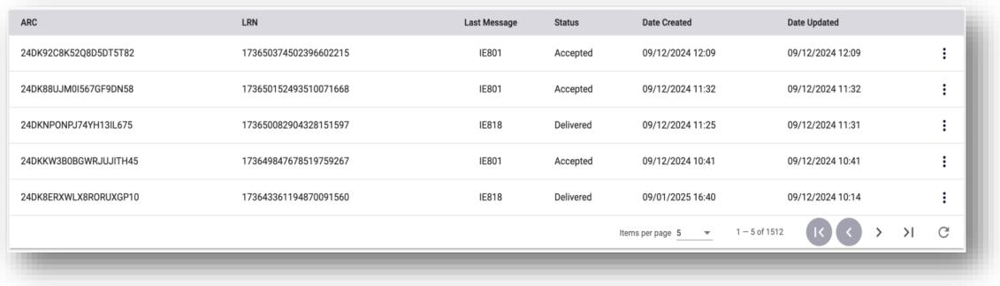 ARC LRN Last Message Status Date Created Date Updated
24DK92C8K52Q8D5DT5T82 173650374502396602215 IE801 Accepted 09/12/2024 12:09 09/12/2024 12:09
24DK88UJM0I567GF9DN58 173650152493510071668 IE801 Accepted 09/12/2024 11:32 09/12/2024 11:32
24DKNPONPJ74YH13IL675 173650082904328151597 IE818 Delivered 09/12/2024 11:25 09/12/2024 11:31
24DKKW3B0BGWRJUJITH45 173649847678519759267 IE801 Accepted 09/12/2024 10:41 09/12/2024 10:41
24DK8ERXWLX8RORUXGP10 173643361194870091560 IE818 Delivered 09/01/2025 16:40 09/12/2024 10:14
Items per page 5 1 – 5 of 1512